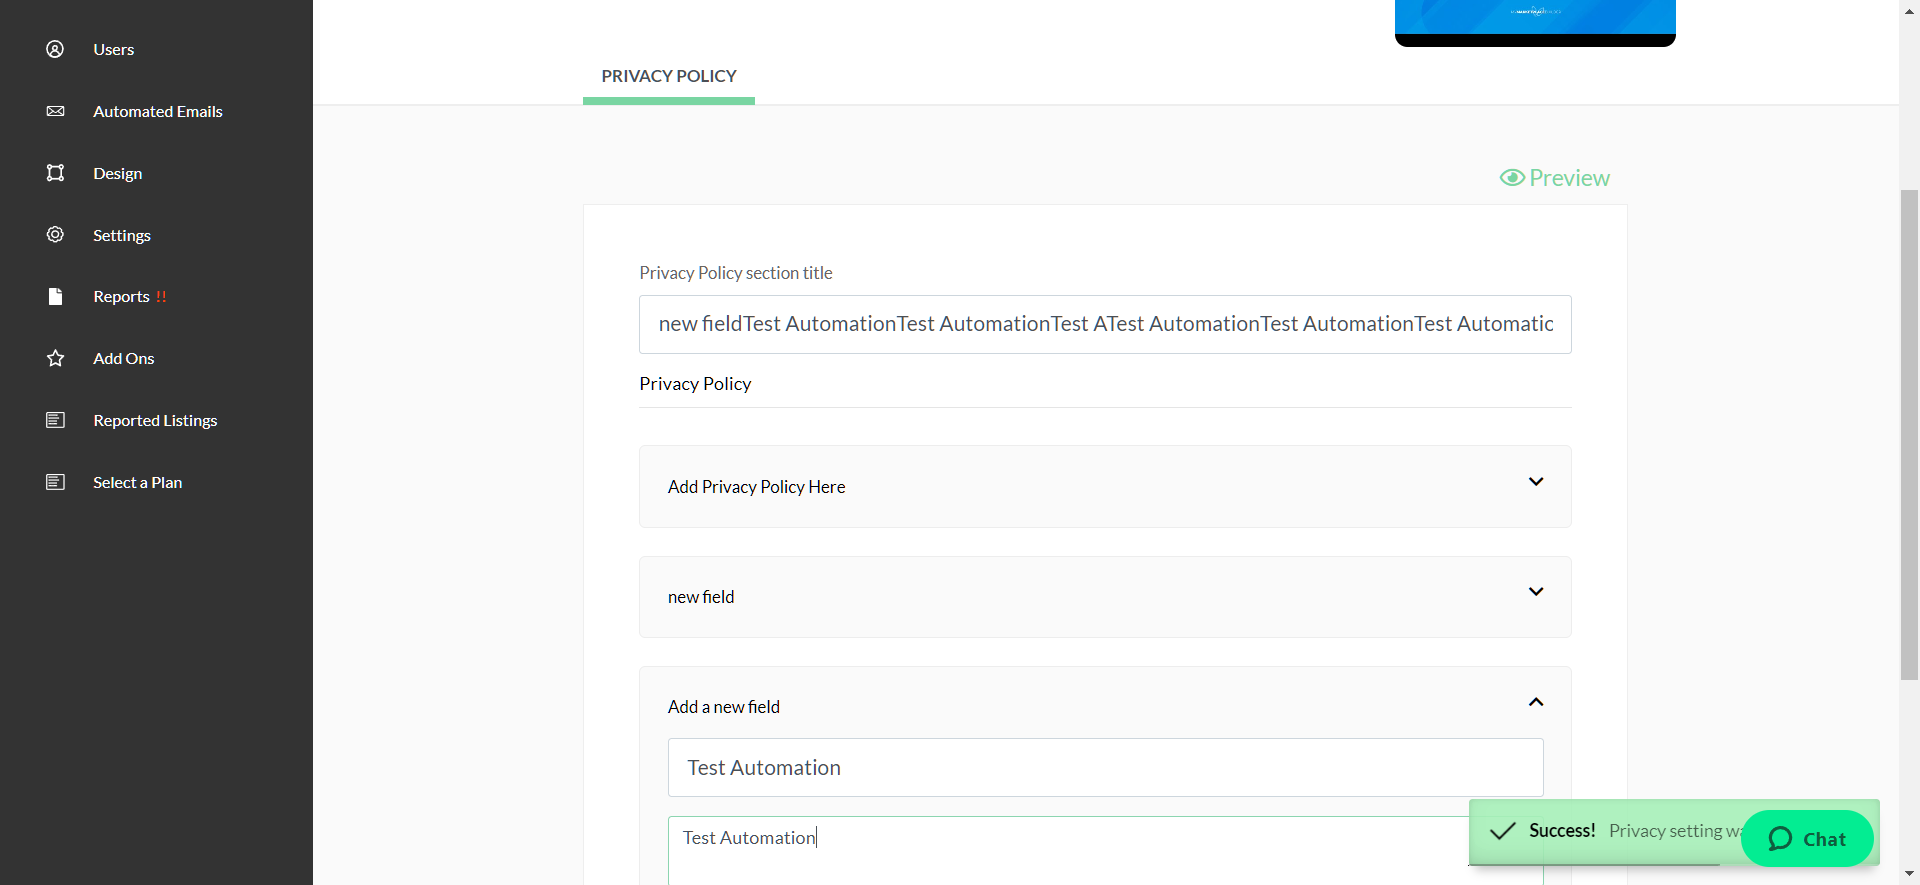 Users
Automated Emails
Design
Settings
Reports !!
Add Ons
Reported Listings
Select a Plan
PRIVACY POLICY
Preview
Privacy Policy section title
new fieldTest AutomationTest AutomationTest ATest AutomationTest AutomationTest Automatic
Privacy Policy
Add Privacy Policy Here
new field
Add a new field
Test Automation
Test Automation
Success! Privacy setting
Chat